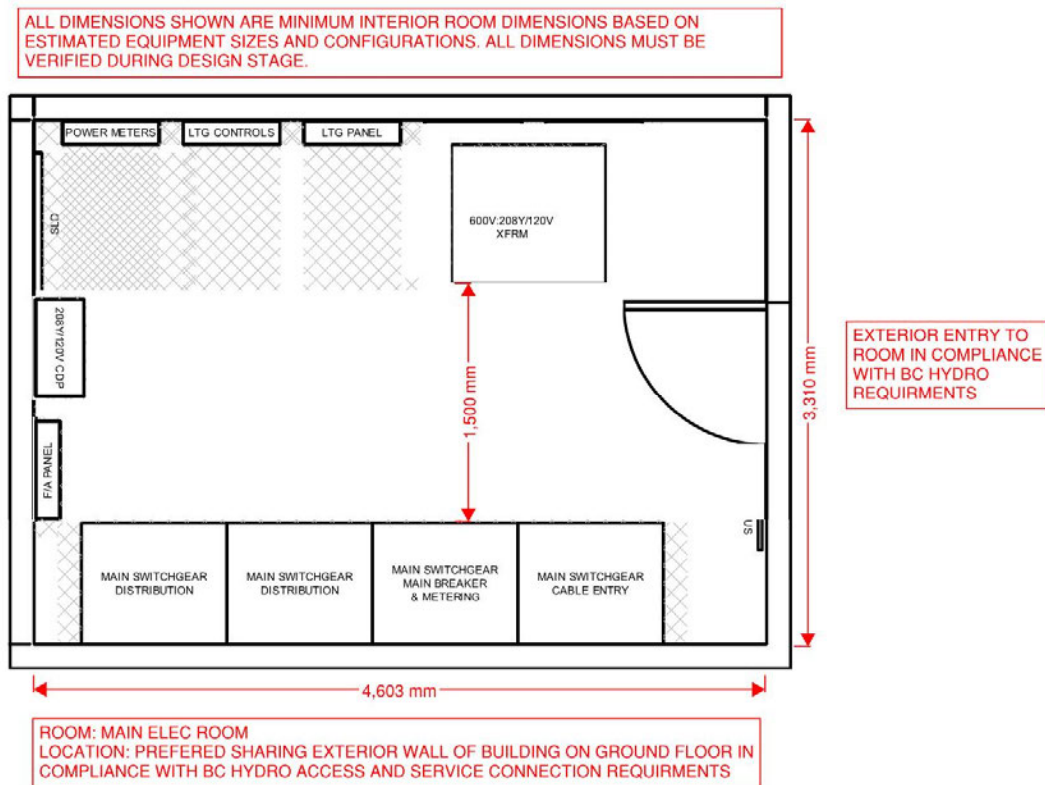 ALL DIMENSIONS SHOWN ARE MINIMUM INTERIOR ROOM DIMENSIONS BASED ON
ESTIMATED EQUIPMENT SIZES AND CONFIGURATIONS. ALL DIMENSIONS MUST BE
VERIFIED DURING DESIGN STAGE.
POWER METERS
LTG CONTROLS
LTG PANEL
CTS
600V:208Y/120V
XFRM
208Y/120V CDP
1,500 mm
3,310 mm
EXTERIOR ENTRY TO
ROOM IN COMPLIANCE
WITH BC HYDRO
REQUIRMENTS
F/A PANEL
US
MAIN SWITCHGEAR
DISTRIBUTION
MAIN SWITCHGEAR
DISTRIBUTION
MAIN SWITCHGEAR
MAIN BREAKER
& METERING
MAIN SWITCHGEAR
CABLE ENTRY
4,603 mm
ROOM: MAIN ELEC ROOM
LOCATION: PREFERED SHARING EXTERIOR WALL OF BUILDING ON GROUND FLOOR IN
COMPLIANCE WITH BC HYDRO ACCESS AND SERVICE CONNECTION REQUIRMENTS